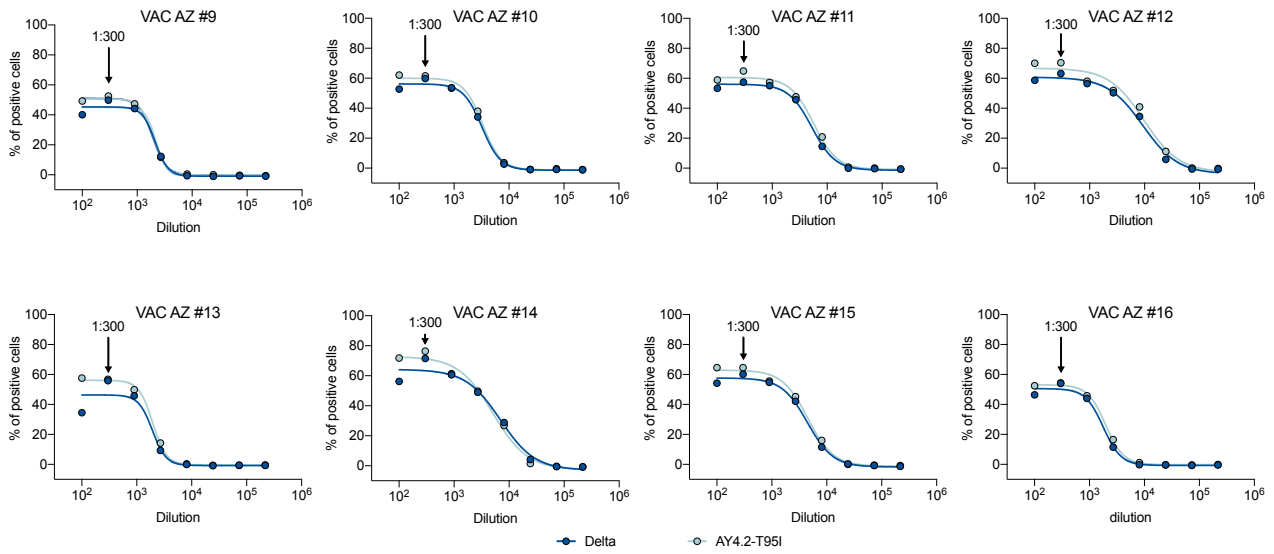 VAC AZ #9
1:300
100
80
60
40
20
0
% of positive cells
10² 10³ 10⁴ 10⁵ 10⁶
Dilution
VAC AZ #10
1:300
100
80
60
40
20
0
% of positive cells
10² 10³ 10⁴ 10⁵ 10⁶
Dilution
VAC AZ #11
1:300
100
80
60
40
20
0
% of positive cells
10² 10³ 10⁴ 10⁵ 10⁶
Dilution
VAC AZ #12
1:300
100
80
60
40
20
0
% of positive cells
10² 10³ 10⁴ 10⁵ 10⁶
Dilution
VAC AZ #13
1:300
100
80
60
40
20
0
% of positive cells
10² 10³ 10⁴ 10⁵ 10⁶
Dilution
VAC AZ #14
1:300
100
80
60
40
20
0
% of positive cells
10² 10³ 10⁴ 10⁵ 10⁶
Dilution
VAC AZ #15
1:300
100
80
60
40
20
0
% of positive cells
10² 10³ 10⁴ 10⁵ 10⁶
Dilution
VAC AZ #16
1:300
100
80
60
40
20
0
% of positive cells
10² 10³ 10⁴ 10⁵ 10⁶
dilution
Delta
AY4.2-T95I